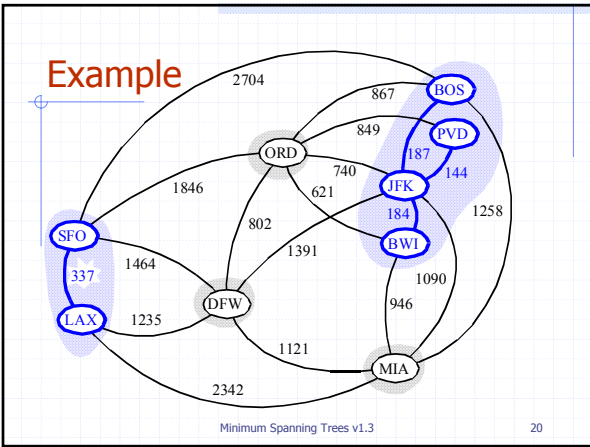 Example
2704
BOS
867
849
PVD
187
ORD
740
144
JFK
1846
621
184
1258
SFO
802
1391
BWI
1464
337
1090
DFW
946
LAX
1235
1121
MIA
2342
Minimum Spanning Trees v1.3
20